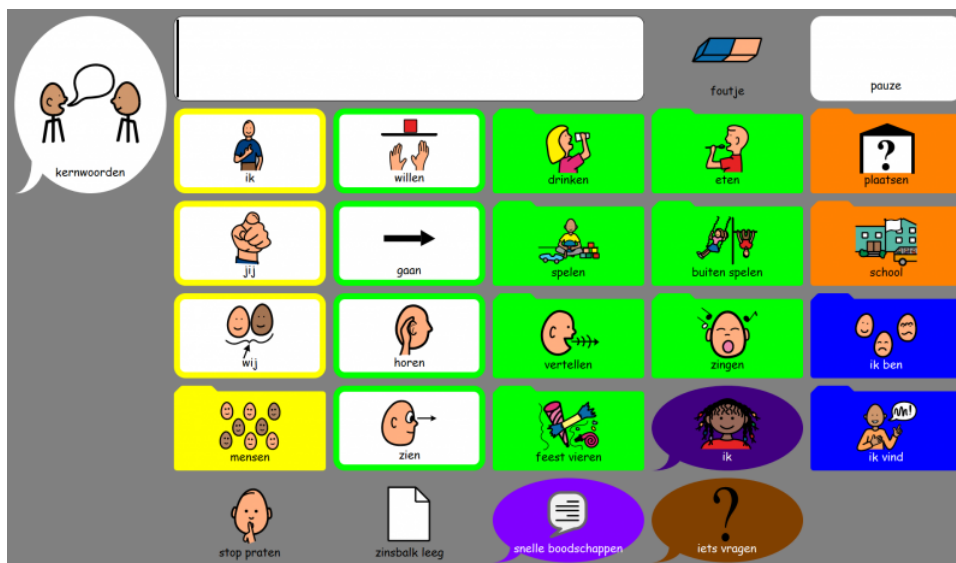 foutje
pauze
kernwoorden
ik
willen
drinken
eten
plaatsen
?
jij
gaan
spelen
buiten spelen
school
wij
horen
vertellen
zingen
ik ben
mensen
zien
feest vieren
ik
ik vind
stop praten
zinsbalk leeg
snelle boodschappen
?
iets vragen